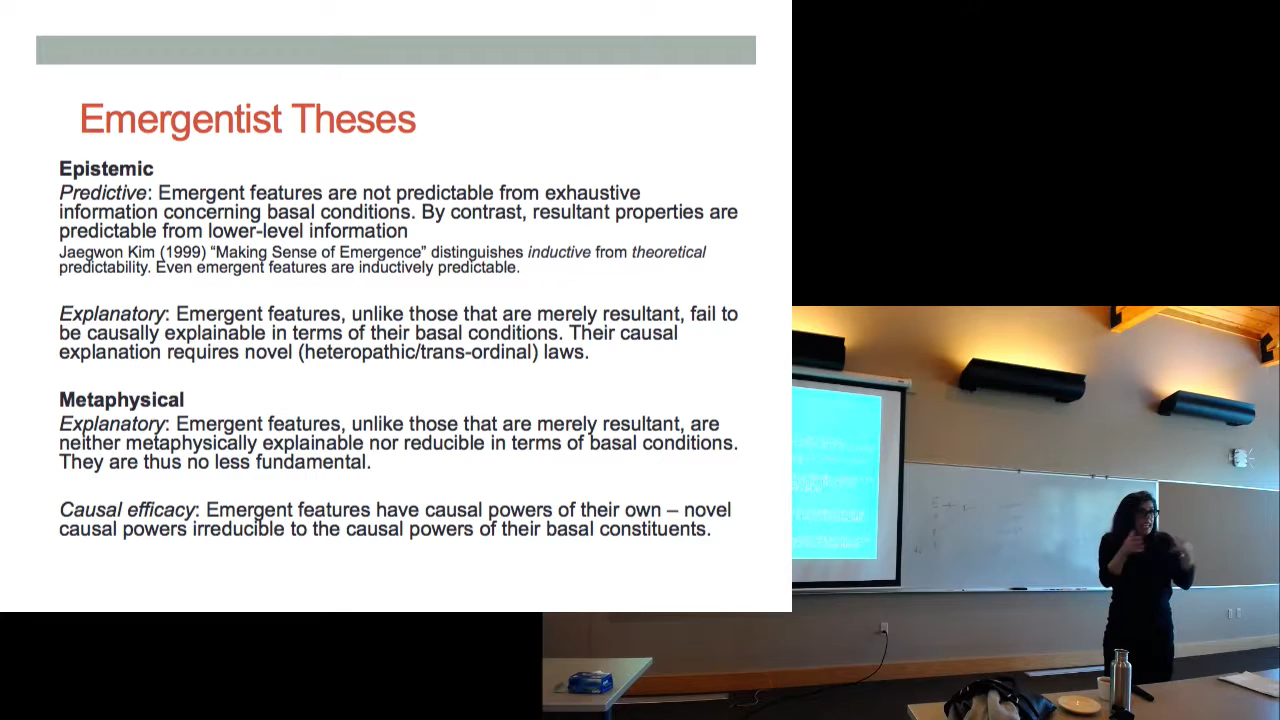 Emergentist Theses
Epistemic
Predictive: Emergent features are not predictable from exhaustive
information concerning basal conditions. By contrast, resultant properties are
predictable from lower-level information
Jaegwon Kim (1999) “Making Sense of Emergence” distinguishes inductive from theoretical
predictability. Even emergent features are inductively predictable.
Explanatory: Emergent features, unlike those that are merely resultant, fail to
be causally explainable in terms of their basal conditions. Their causal
explanation requires novel (heteropathic/trans-ordinal) laws.
Metaphysical
Explanatory: Emergent features, unlike those that are merely resultant, are
neither metaphysically explainable nor reducible in terms of basal conditions.
They are thus no less fundamental.
Causal efficacy: Emergent features have causal powers of their own – novel
causal powers irreducible to the causal powers of their basal constituents.